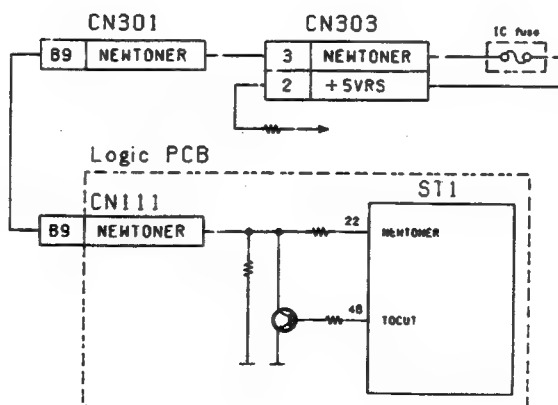 CN301
CN303
IC fuse
B9 NEWTONER
3 NEWTONER
2 +5VRS
Logic PCB
CN111
ST1
B9 NEWTONER
22 NEWTONER
48 TOCUT